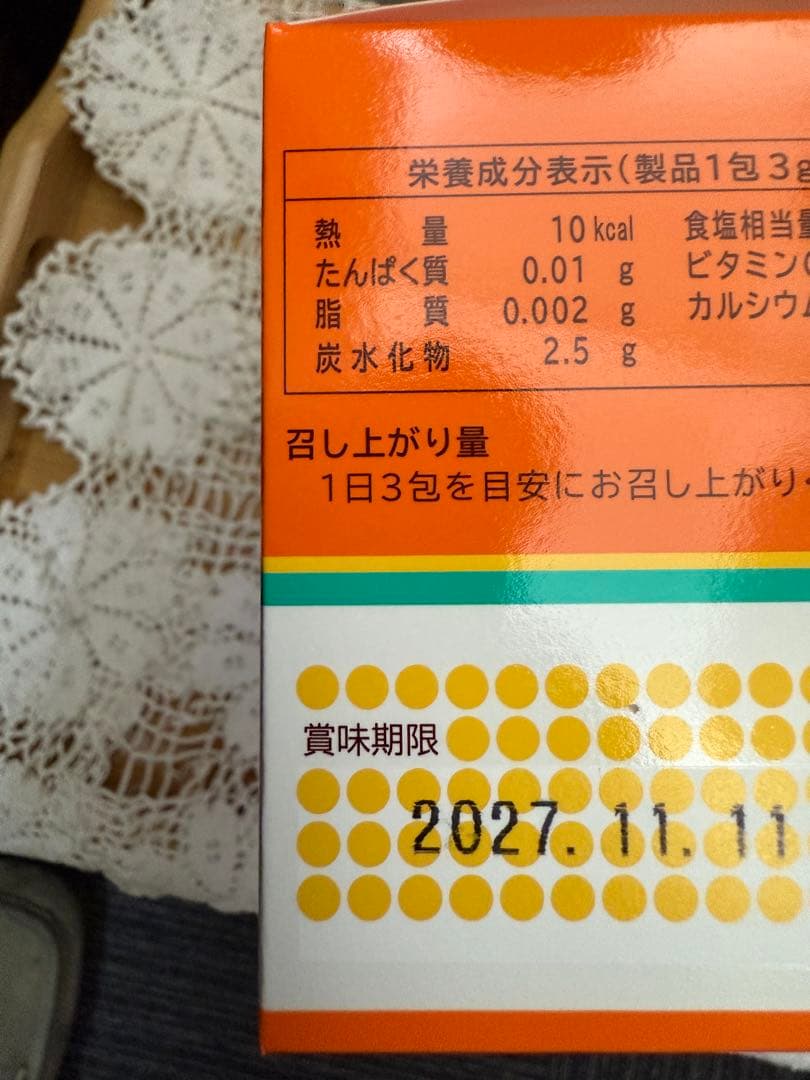 栄養成分表示(製品1包3g
熱量 10kcal 食塩相当量
たんぱく質 0.01 g ビタミンC
脂質 0.002 g カルシウム
炭水化物 2.5 g
召し上がり量
1日3包を目安にお召し上がり
賞味期限
2027.11.11